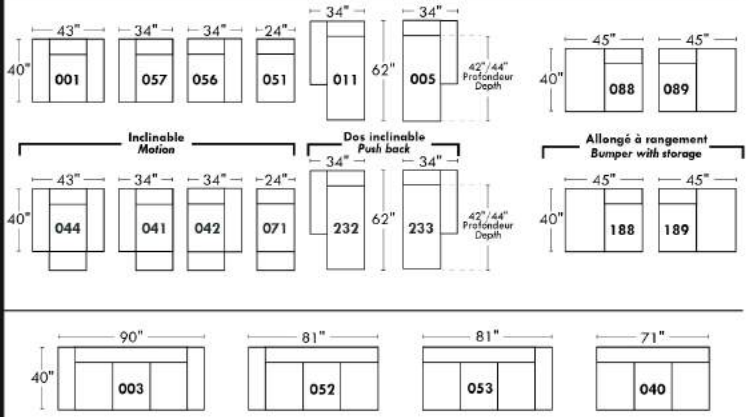 43" 34" 34" 24" 34" 34" 45" 45"
40" 001 057 056 051 011 62" 005 42"/44" 40" 088 089
Profondeur
Depth
Inclinable
Motion
Dos inclinable
Push back
Allongé à rangement
Bumper with storage
43" 34" 34" 24" 34" 34" 45" 45"
40" 044 041 042 071 232 62" 233 42"/44" 40" 188 189
Profondeur
Depth
90" 81" 81" 71"
40" 003 052 053 040